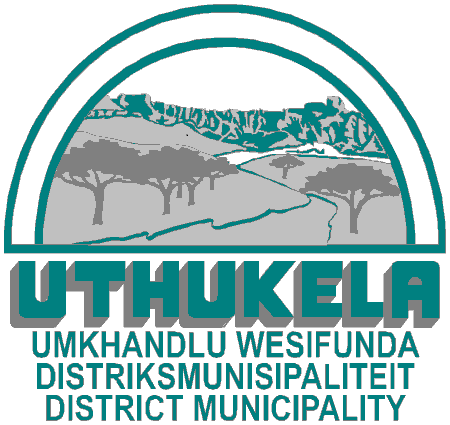 UTHUKELA
UMKHANDLU WESIFUNDA
DISTRIKSMUNISIPALITEIT
DISTRICT MUNICIPALITY